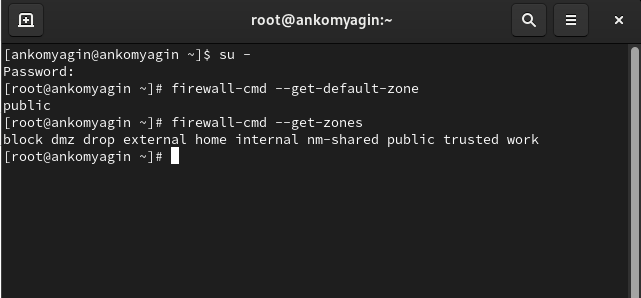 root@ankomyagin:~
[ankomyagin@ankomyagin ~]$ su -
Password:
[root@ankomyagin ~]# firewall-cmd --get-default-zone
public
[root@ankomyagin ~]# firewall-cmd --get-zones
block dmz drop external home internal nm-shared public trusted work
[root@ankomyagin ~]#